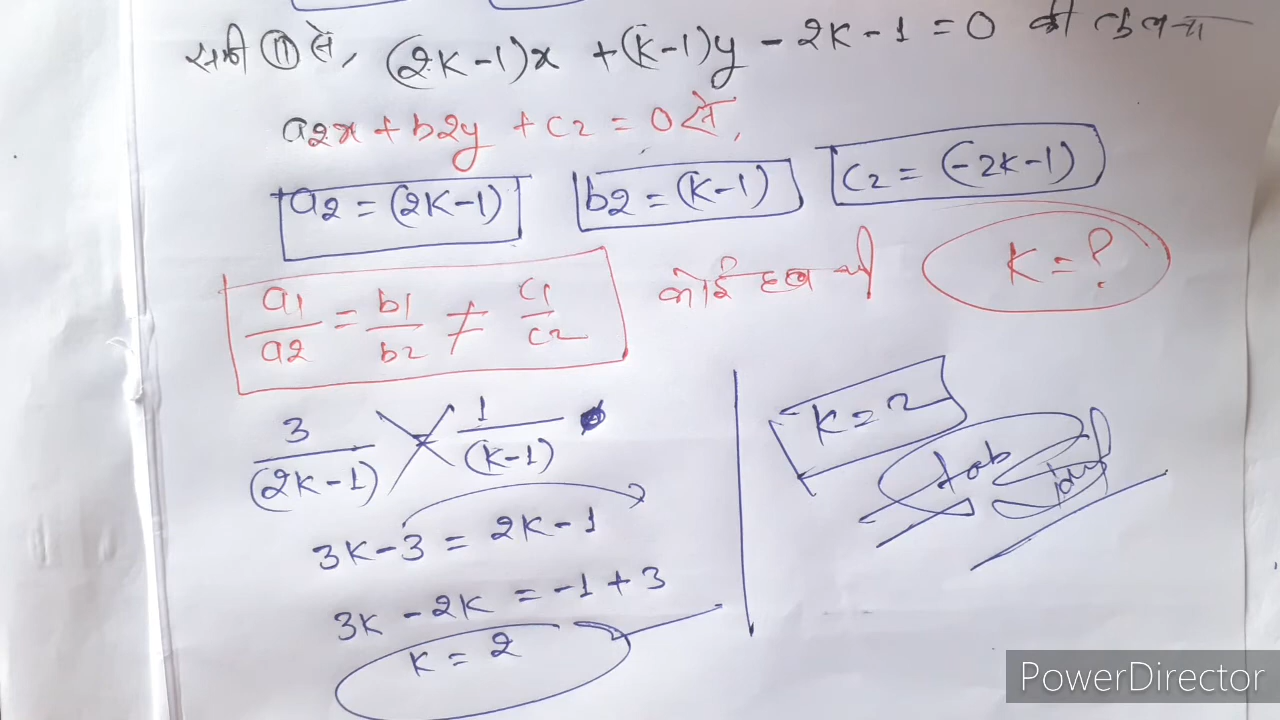 समी (ii) से, (2K-1)x + (K-1)y - 2K - 1 = 0 की तुलना
a2x + b2y + c2 = 0 से,
a2 = (2K-1) b2 = (K-1) c2 = (-2K-1)
a1/a2 = b1/b2 ≠ c1/c2 कोई हल नहीं K = ?
3/(2K-1) 1/(K-1)
K = 2
3K-3 = 2K-1
3K - 2K = -1 + 3
K = 2
PowerDirector